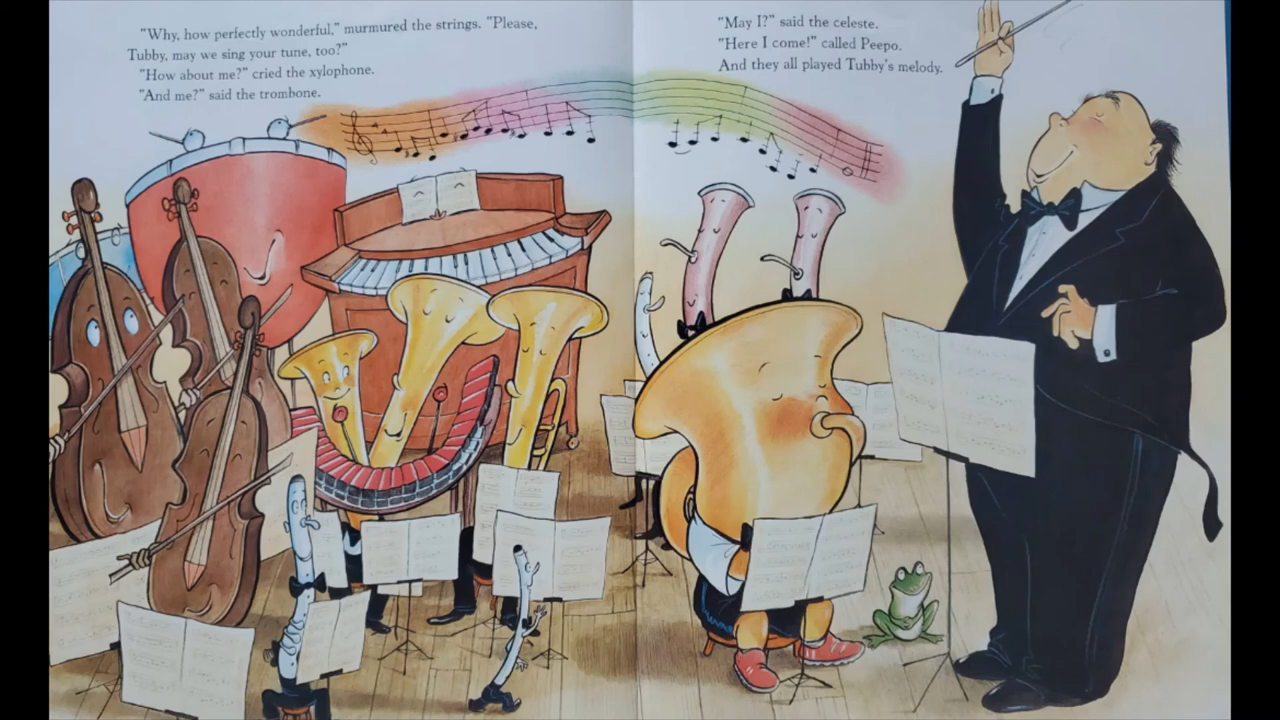 "Why, how perfectly wonderful," murmured the strings. "Please,
Tubby, may we sing your tune, too?"
"How about me?" cried the xylophone.
"And me?" said the trombone.
"May I?" said the celeste.
"Here I come!" called Peepo.
And they all played Tubby's melody.